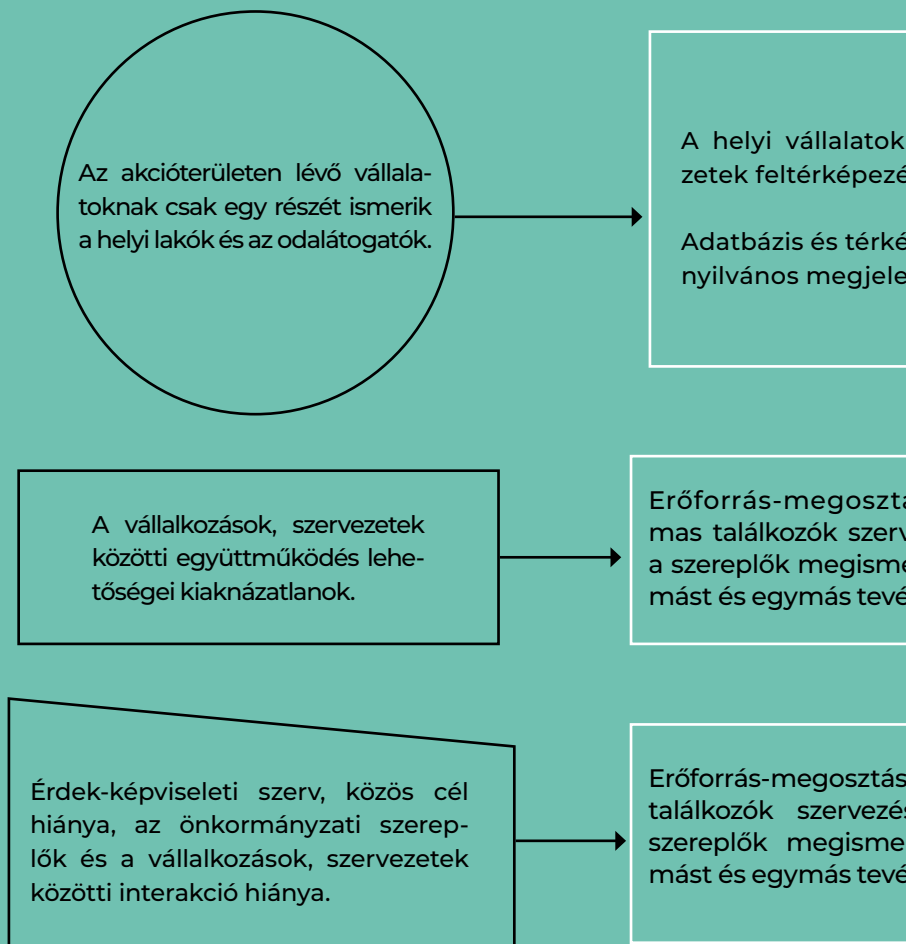 Az akcióterületen lévő vállala-
toknak csak egy részét ismerik
a helyi lakók és az odalátogatók.
A helyi vállalatok
zetek feltérképezé
Adatbázis és térké
nyilvános megjele
A vállalkozások, szervezetek
közötti együttműködés lehe-
tőségei kiaknázatlanok.
Erőforrás-megosztá
mas találkozók szerv
a szereplők megisme
mást és egymás tevé
Érdek-képviseleti szerv, közös cél
hiánya, az önkormányzati szerep-
lők és a vállalkozások, szervezetek
közötti interakció hiánya.
Erőforrás-megosztás
találkozók szervezés
szereplők megisme
mást és egymás tevé